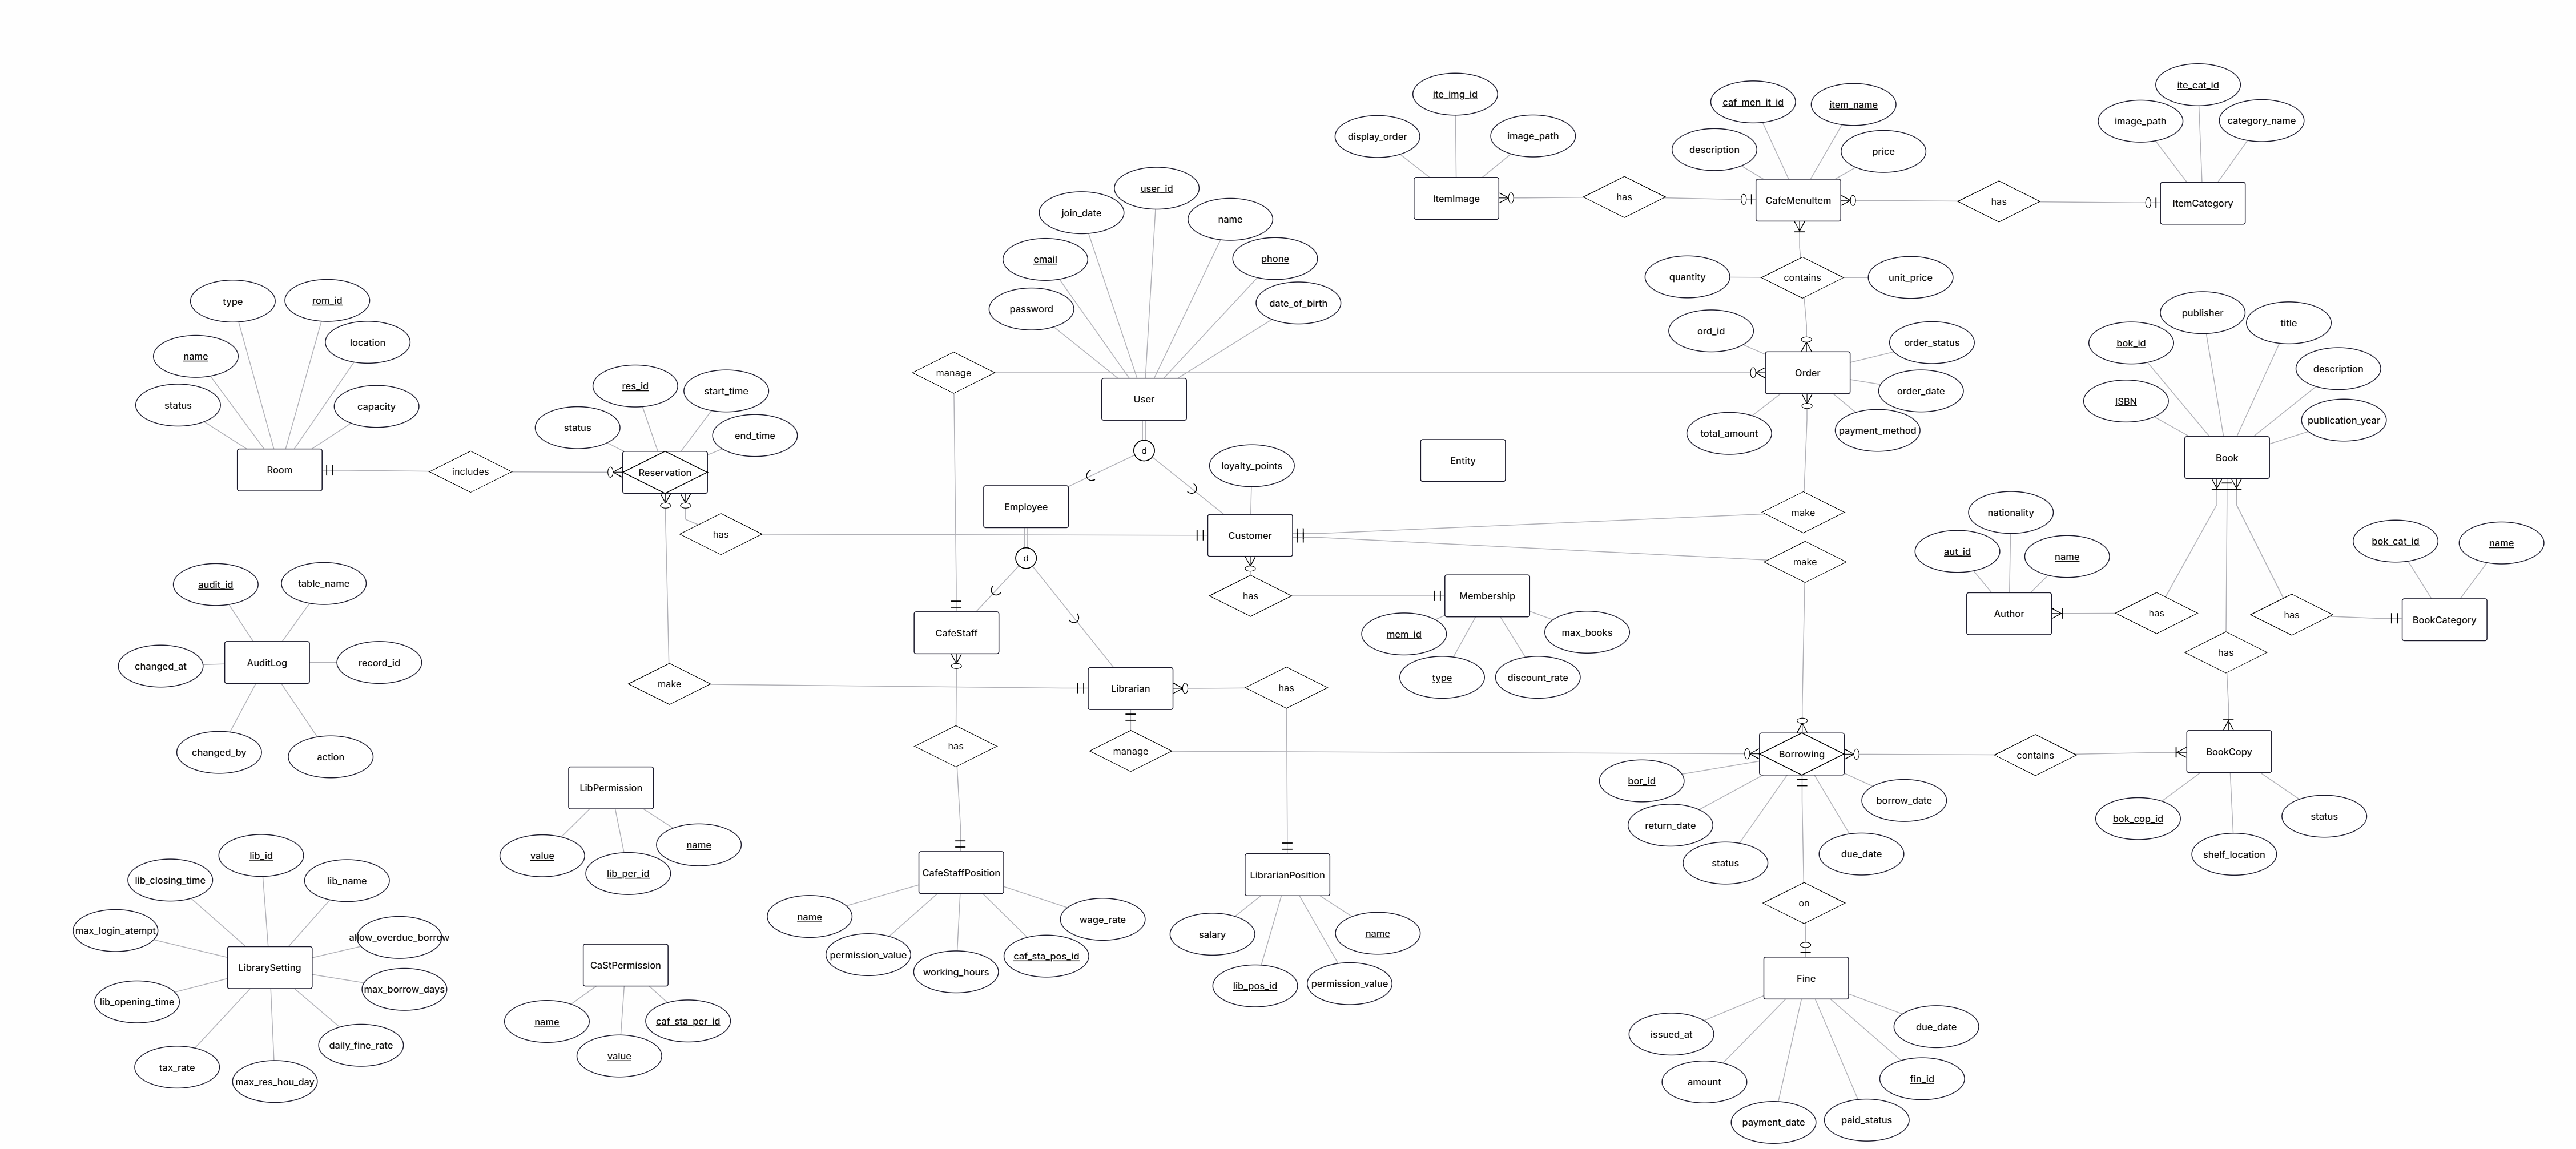 ite_img_id
display_order
image_path
ItemImage
has
caf_men_it_id
item_name
description
price
CafeMenuItem
has
ite_cat_id
image_path
category_name
ItemCategory
quantity
contains
unit_price
user_id
join_date
name
email
phone
password
date_of_birth
User
d
manage
ord_id
order_status
Order
order_date
total_amount
payment_method
type
rom_id
location
name
status
capacity
Room
includes
res_id
start_time
status
end_time
Reservation
has
Employee
d
loyalty_points
Customer
Entity
make
make
has
Membership
mem_id
max_books
type
discount_rate
publisher
title
bok_id
description
ISBN
publication_year
Book
nationality
aut_id
name
Author
has
has
has
bok_cat_id
name
BookCategory
audit_id
table_name
AuditLog
changed_at
record_id
changed_by
action
make
CafeStaff
Librarian
has
has
manage
Borrowing
contains
BookCopy
bor_id
borrow_date
return_date
status
due_date
bok_cop_id
status
shelf_location
on
Fine
issued_at
due_date
amount
fin_id
payment_date
paid_status
LibPermission
value
name
lib_per_id
CaStPermission
name
caf_sta_per_id
value
CafeStaffPosition
name
wage_rate
permission_value
caf_sta_pos_id
working_hours
LibrarianPosition
salary
name
lib_pos_id
permission_value
lib_id
lib_closing_time
lib_name
max_login_atempt
allow_overdue_borrow
LibrarySetting
max_borrow_days
lib_opening_time
daily_fine_rate
tax_rate
max_res_hou_day